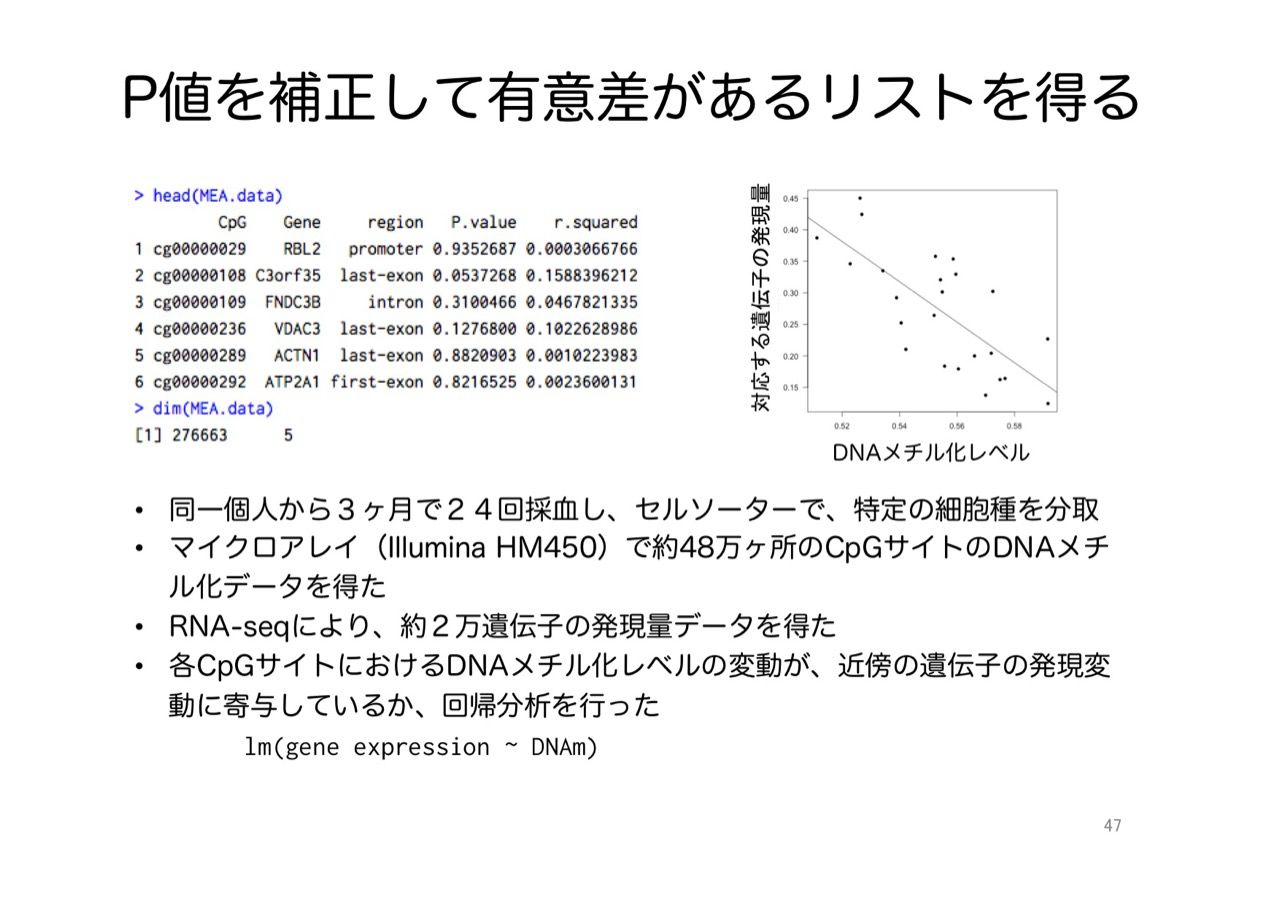 P値を補正して有意差があるリストを得る
> head(MEA.data)
CpG Gene region P.value r.squared
1 cg00000029 RBL2 promoter 0.9352687 0.0003066766
2 cg00000108 C3orf35 last-exon 0.0537268 0.1588396212
3 cg00000109 FNDC3B intron 0.3100466 0.0467821335
4 cg00000236 VDAC3 last-exon 0.1276800 0.1022628986
5 cg00000289 ACTN1 last-exon 0.8820903 0.0010223983
6 cg00000292 ATP2A1 first-exon 0.8216525 0.0023600131
> dim(MEA.data)
[1] 276663 5
対応する遺伝子の発現量
0.45
0.40
0.35
0.30
0.25
0.20
0.15
0.52 0.54 0.56 0.58
DNAメチル化レベル
• 同一個人から３ヶ月で２４回採血し、セルソーターで、特定の細胞種を分取
• マイクロアレイ（Illumina HM450）で約48万ヶ所のCpGサイトのDNAメチ
ル化データを得た
• RNA-seqにより、約２万遺伝子の発現量データを得た
• 各CpGサイトにおけるDNAメチル化レベルの変動が、近傍の遺伝子の発現変
動に寄与しているか、回帰分析を行った
lm(gene expression ~ DNAm)
47